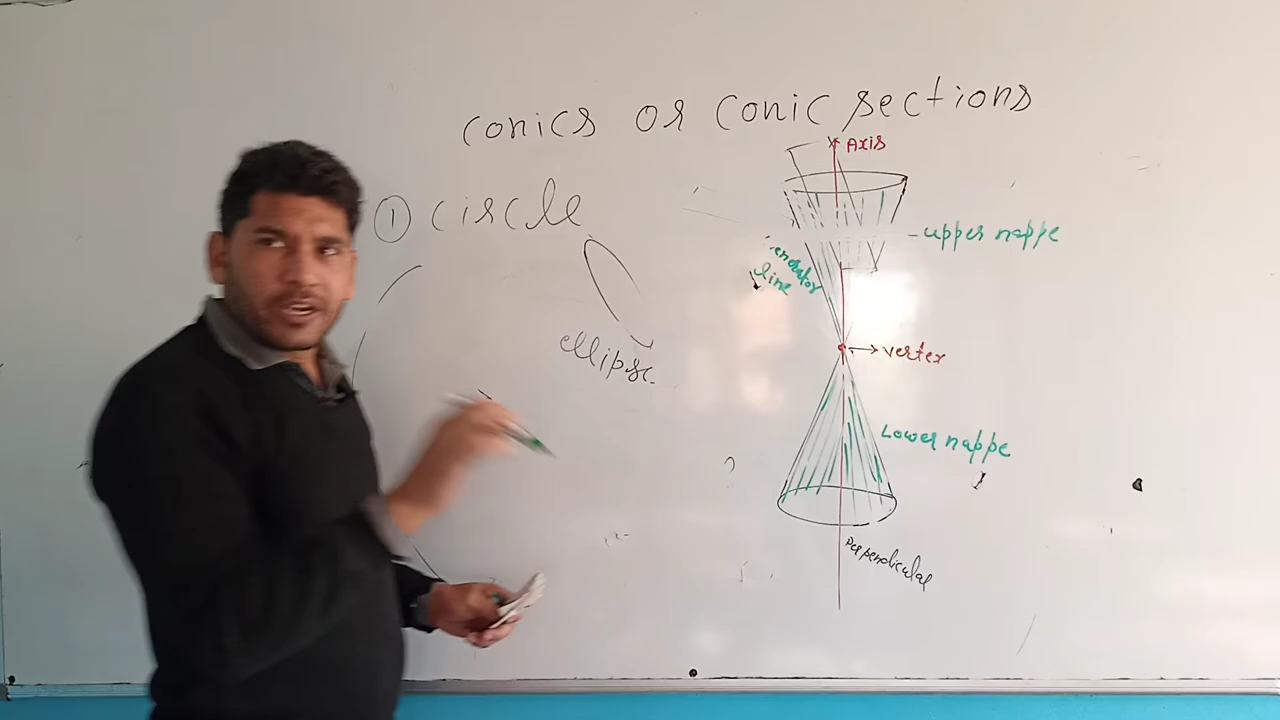 conics or conic sections
Axis
① circle
upper nappe
line
ellipse.
vertex
Lower nappe
Perpendicular